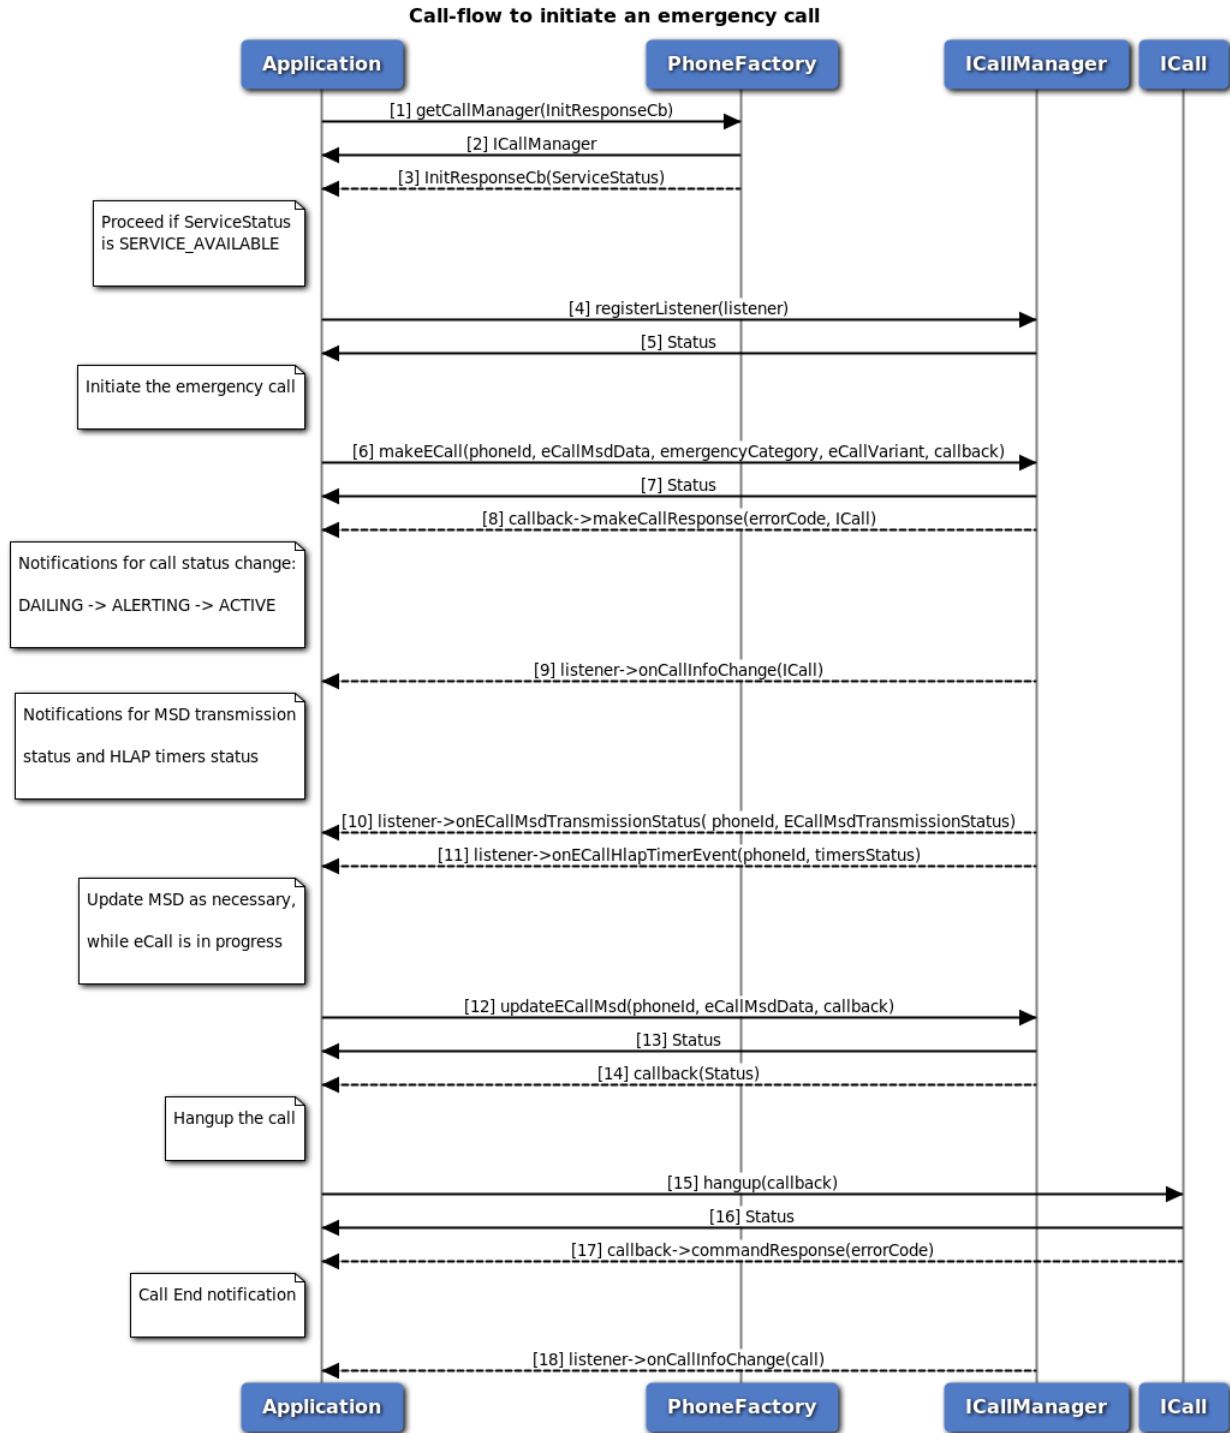 Call-flow to initiate an emergency call
Application
PhoneFactory
ICallManager
ICall
[1] getCallManager(InitResponseCb)
[2] ICallManager
[3] InitResponseCb(ServiceStatus)
Proceed if ServiceStatus
is SERVICE_AVAILABLE
[4] registerListener(listener)
[5] Status
Initiate the emergency call
[6] makeECall(phoneId, eCallMsdData, emergencyCategory, eCallVariant, callback)
[7] Status
[8] callback->makeCallResponse(errorCode, ICall)
Notifications for call status change:
DAILING -> ALERTING -> ACTIVE
[9] listener->onCallInfoChange(ICall)
Notifications for MSD transmission
status and HLAP timers status
[10] listener->onECallMsdTransmissionStatus( phoneId, ECallMsdTransmissionStatus)
[11] listener->onECallHlapTimerEvent(phoneId, timersStatus)
Update MSD as necessary,
while eCall is in progress
[12] updateECallMsd(phoneId, eCallMsdData, callback)
[13] Status
[14] callback(Status)
Hangup the call
[15] hangup(callback)
[16] Status
[17] callback->commandResponse(errorCode)
Call End notification
[18] listener->onCallInfoChange(call)
Application
PhoneFactory
ICallManager
ICall